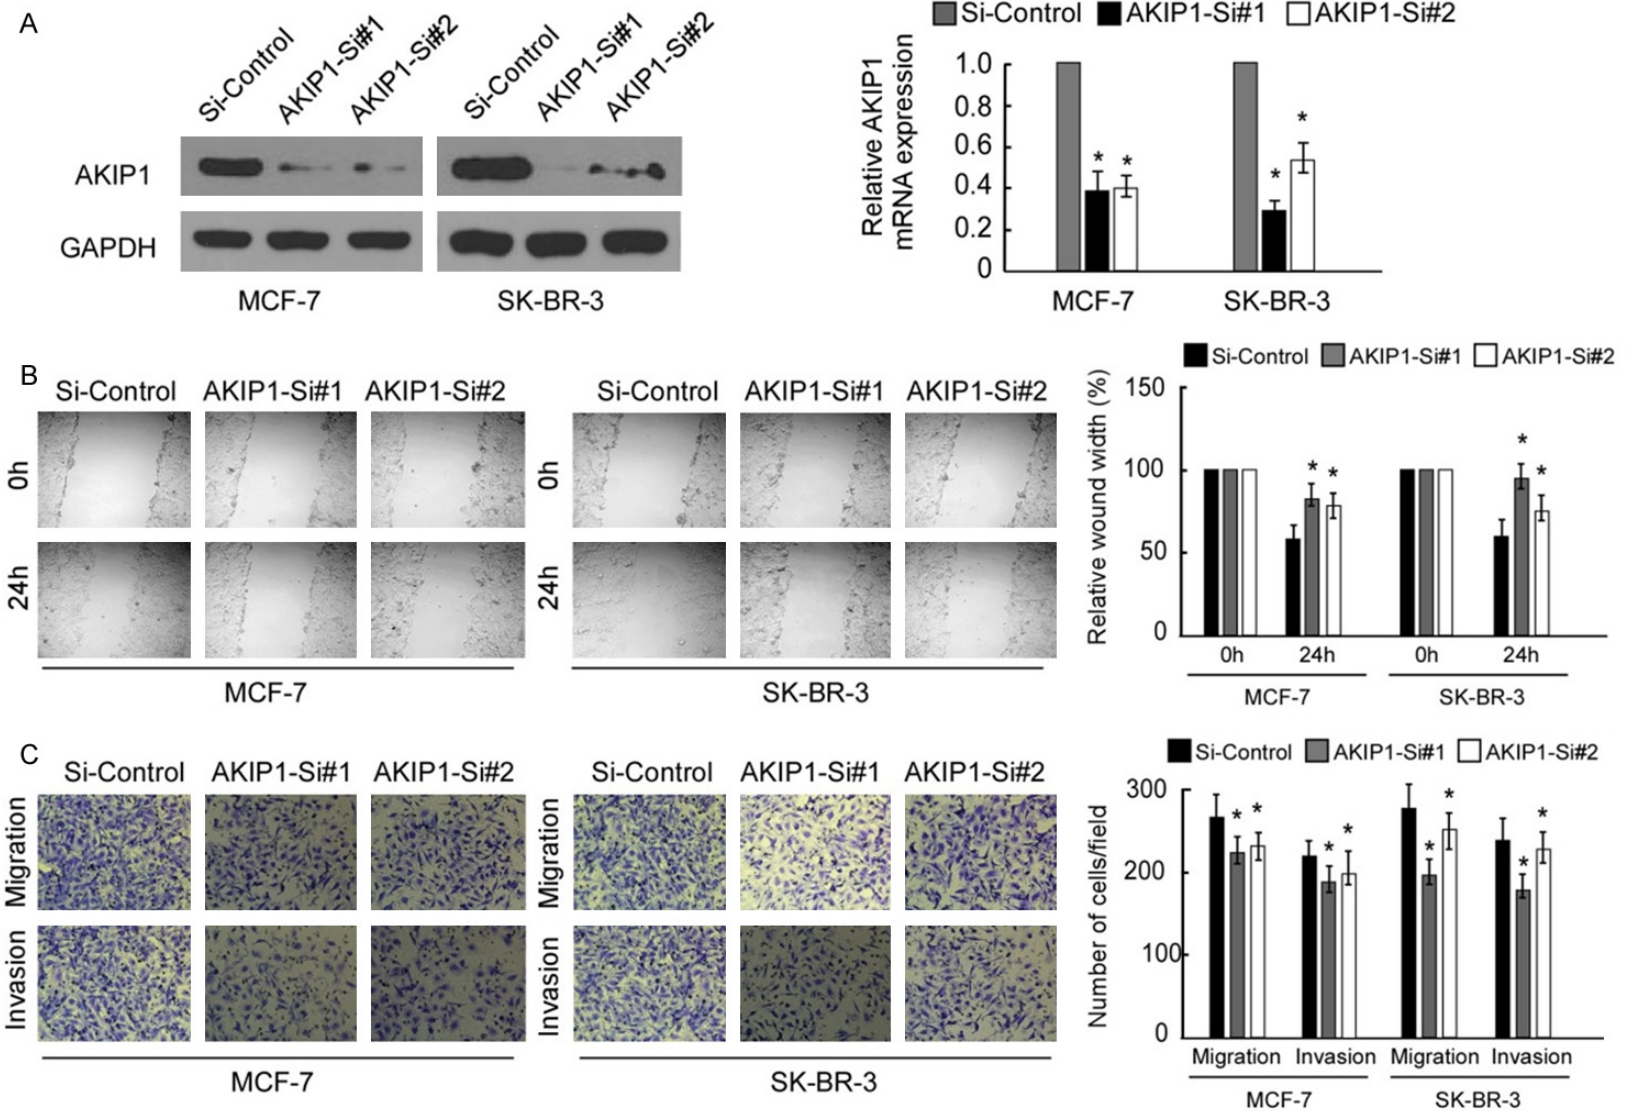 A
Si-Control
AKIP1-Si#1
AKIP1-Si#2
Si-Control
AKIP1-Si#1
AKIP1-Si#2
AKIP1
GAPDH
MCF-7
SK-BR-3
Si-Control AKIP1-Si#1 AKIP1-Si#2
Relative AKIP1
mRNA expression
1.0
0.8
0.6
0.4
0.2
0
* *
* *
MCF-7
SK-BR-3
B
Si-Control AKIP1-Si#1 AKIP1-Si#2
Si-Control AKIP1-Si#1 AKIP1-Si#2
0h
24h
0h
24h
MCF-7
SK-BR-3
Si-Control AKIP1-Si#1 AKIP1-Si#2
Relative wound width (%)
150
100
50
0
* *
* *
0h 24h 0h 24h
MCF-7 SK-BR-3
C
Si-Control AKIP1-Si#1 AKIP1-Si#2
Si-Control AKIP1-Si#1 AKIP1-Si#2
Migration
Invasion
Migration
Invasion
MCF-7
SK-BR-3
Si-Control AKIP1-Si#1 AKIP1-Si#2
Number of cells/field
300
200
100
0
* * * * * * * *
Migration Invasion Migration Invasion
MCF-7 SK-BR-3